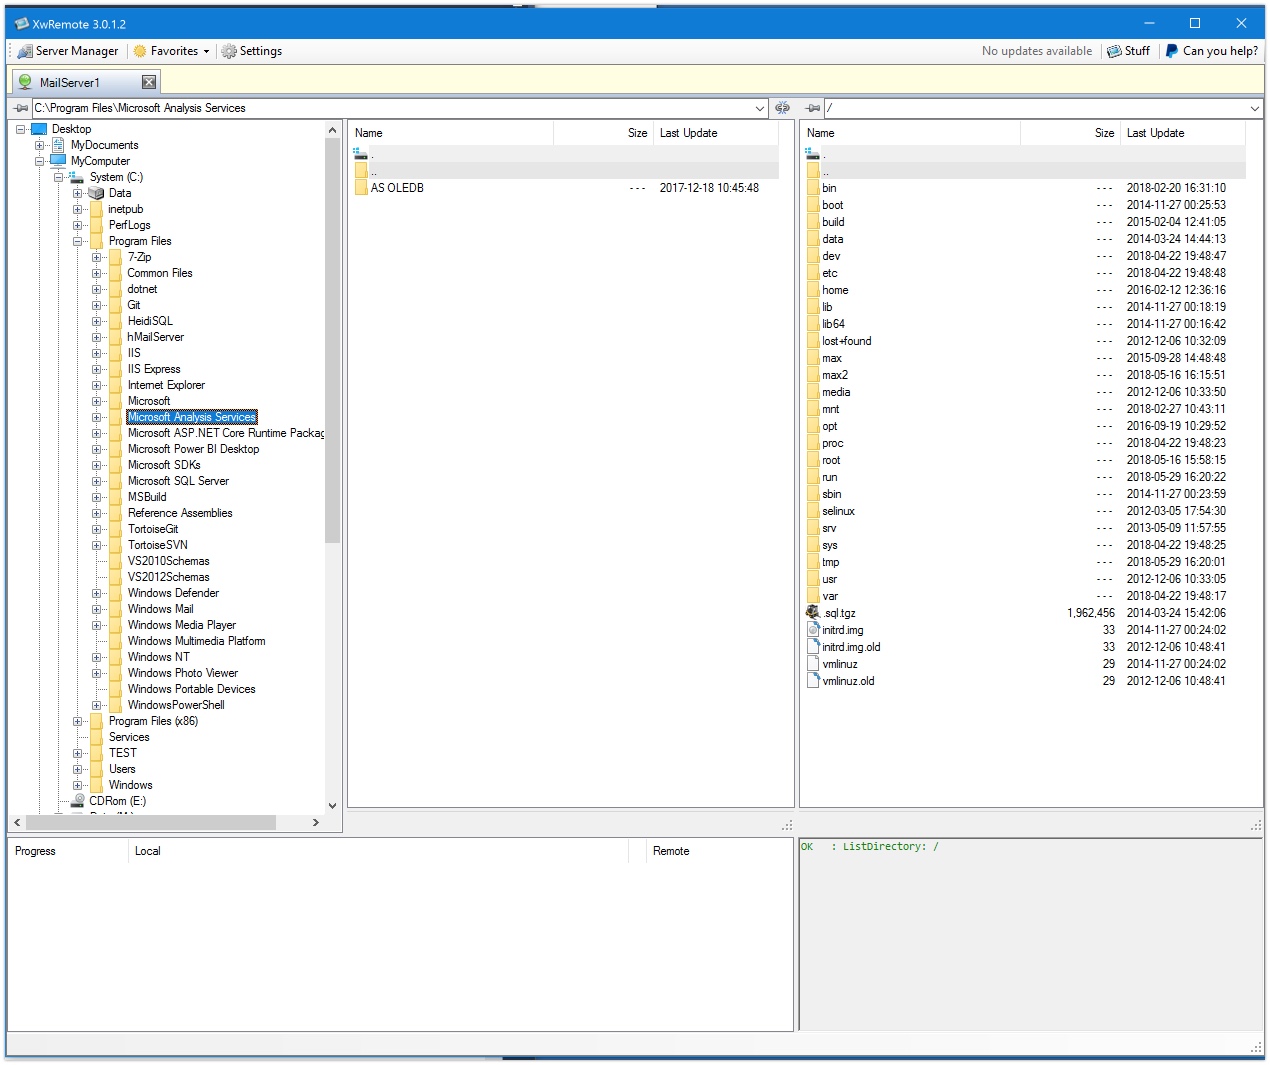 XwRemote 3.0.1.2
Server Manager Favorites Settings No updates available Stuff Can you help?
MailServer1
C:\Program Files\Microsoft Analysis Services /
Desktop
MyDocuments
MyComputer
System (C:)
Data
inetpub
PerfLogs
Program Files
7-Zip
Common Files
dotnet
Git
HeidiSQL
hMailServer
IIS
IIS Express
Internet Explorer
Microsoft
Microsoft Analysis Services
Microsoft ASP.NET Core Runtime Packag
Microsoft Power BI Desktop
Microsoft SDKs
Microsoft SQL Server
MSBuild
Reference Assemblies
TortoiseGit
TortoiseSVN
VS2010Schemas
VS2012Schemas
Windows Defender
Windows Mail
Windows Media Player
Windows Multimedia Platform
Windows NT
Windows Photo Viewer
Windows Portable Devices
WindowsPowerShell
Program Files (x86)
Services
TEST
Users
Windows
CDRom (E:)
Name Size Last Update
.
..
AS OLEDB --- 2017-12-18 10:45:48
Name Size Last Update
.
..
bin --- 2018-02-20 16:31:10
boot --- 2014-11-27 00:25:53
build --- 2015-02-04 12:41:05
data --- 2014-03-24 14:44:13
dev --- 2018-04-22 19:48:47
etc --- 2018-04-22 19:48:48
home --- 2016-02-12 12:36:16
lib --- 2014-11-27 00:18:19
lib64 --- 2014-11-27 00:16:42
lost+found --- 2012-12-06 10:32:09
max --- 2015-09-28 14:48:48
max2 --- 2018-05-16 16:15:51
media --- 2012-12-06 10:33:50
mnt --- 2018-02-27 10:43:11
opt --- 2016-09-19 10:29:52
proc --- 2018-04-22 19:48:23
root --- 2018-05-16 15:58:15
run --- 2018-05-29 16:20:22
sbin --- 2014-11-27 00:23:59
selinux --- 2012-03-05 17:54:30
srv --- 2013-05-09 11:57:55
sys --- 2018-04-22 19:48:25
tmp --- 2018-05-29 16:20:01
usr --- 2012-12-06 10:33:05
var --- 2018-04-22 19:48:17
.sql.tgz 1,962,456 2014-03-24 15:42:06
initrd.img 33 2014-11-27 00:24:02
initrd.img.old 33 2012-12-06 10:48:41
vmlinuz 29 2014-11-27 00:24:02
vmlinuz.old 29 2012-12-06 10:48:41
Progress Local Remote
OK : ListDirectory: /